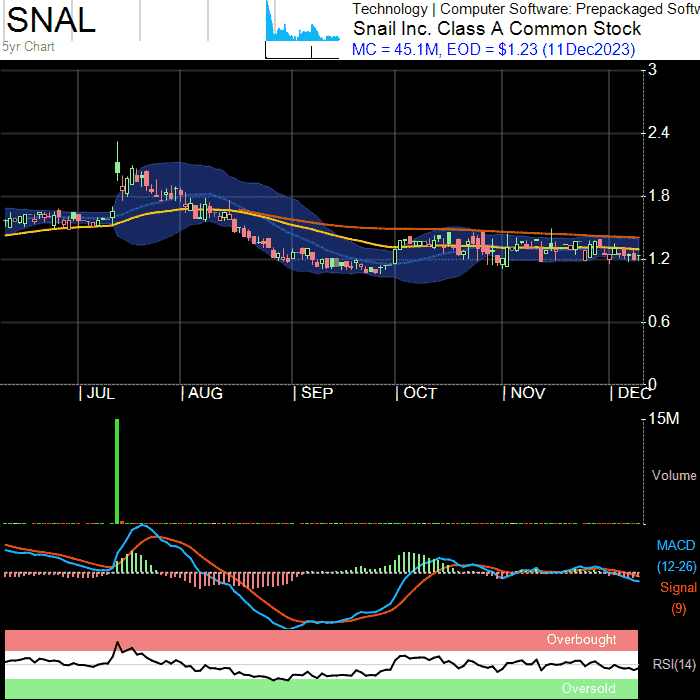 SNAL
5yr Chart
Technology | Computer Software: Prepackaged Softw
Snail Inc. Class A Common Stock
MC = 45.1M, EOD = $1.23 (11Dec2023)
3
2.4
1.8
1.2
0.6
0
JUL
AUG
SEP
OCT
NOV
DEC
15M
Volume
MACD
(12-26)
Signal
(9)
Overbought
RSI(14)
Oversold